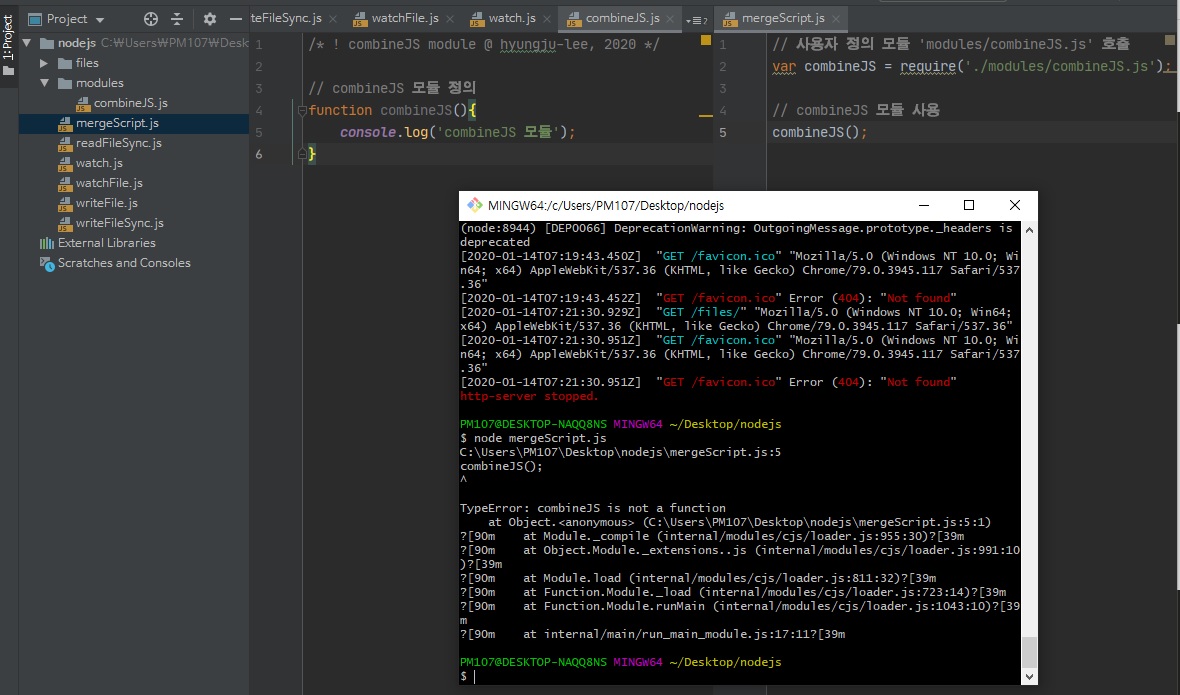 1: Project
Project
teFileSync.js
watchFile.js
watch.js
combineJS.js
mergeScript.js
nodejs C:￦Users￦PM107￦Desk
files
modules
combineJS.js
mergeScript.js
readFileSync.js
watch.js
watchFile.js
writeFile.js
writeFileSync.js
External Libraries
Scratches and Consoles
1 /* ! combineJS module @ hyungju-lee, 2020 */
2
3 // combineJS 모듈 정의
4 function combineJS(){
5 console.log('combineJS 모듈');
6 }
1 // 사용자 정의 모듈 'modules/combineJS.js' 호출
2 var combineJS = require('./modules/combineJS.js');
3
4 // combineJS 모듈 사용
5 combineJS();
MINGW64:/c/Users/PM107/Desktop/nodejs
(node:8944) [DEP0066] DeprecationWarning: OutgoingMessage.prototype._headers is
deprecated
[2020-01-14T07:19:43.450Z]  "GET /favicon.ico" "Mozilla/5.0 (Windows NT 10.0; Wi
n64; x64) AppleWebKit/537.36 (KHTML, like Gecko) Chrome/79.0.3945.117 Safari/537
.36"
[2020-01-14T07:19:43.452Z]  "GET /favicon.ico" Error (404): "Not found"
[2020-01-14T07:21:30.929Z]  "GET /files/" "Mozilla/5.0 (Windows NT 10.0; Win64;
x64) AppleWebKit/537.36 (KHTML, like Gecko) Chrome/79.0.3945.117 Safari/537.36"
[2020-01-14T07:21:30.951Z]  "GET /favicon.ico" "Mozilla/5.0 (Windows NT 10.0; Wi
n64; x64) AppleWebKit/537.36 (KHTML, like Gecko) Chrome/79.0.3945.117 Safari/537
.36"
[2020-01-14T07:21:30.951Z]  "GET /favicon.ico" Error (404): "Not found"
http-server stopped.
PM107@DESKTOP-NAQQ8NS MINGW64 ~/Desktop/nodejs
$ node mergeScript.js
C:\Users\PM107\Desktop\nodejs\mergeScript.js:5
combineJS();
^
TypeError: combineJS is not a function
at Object.<anonymous> (C:\Users\PM107\Desktop\nodejs\mergeScript.js:5:1)
?[90m    at Module._compile (internal/modules/cjs/loader.js:955:30)?[39m
?[90m    at Object.Module._extensions..js (internal/modules/cjs/loader.js:991:10
)?[39m
?[90m    at Module.load (internal/modules/cjs/loader.js:811:32)?[39m
?[90m    at Function.Module._load (internal/modules/cjs/loader.js:723:14)?[39m
?[90m    at Function.Module.runMain (internal/modules/cjs/loader.js:1043:10)?[39
m
?[90m    at internal/main/run_main_module.js:17:11?[39m
PM107@DESKTOP-NAQQ8NS MINGW64 ~/Desktop/nodejs
$